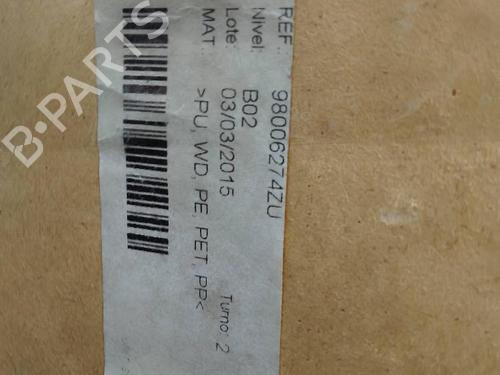 REF.: 98006274ZU
Nivel: B02
Lote: 03/03/2015 Turno: 2
MAT.: >PU, WD, PE, PET, PP<
B-PARTS